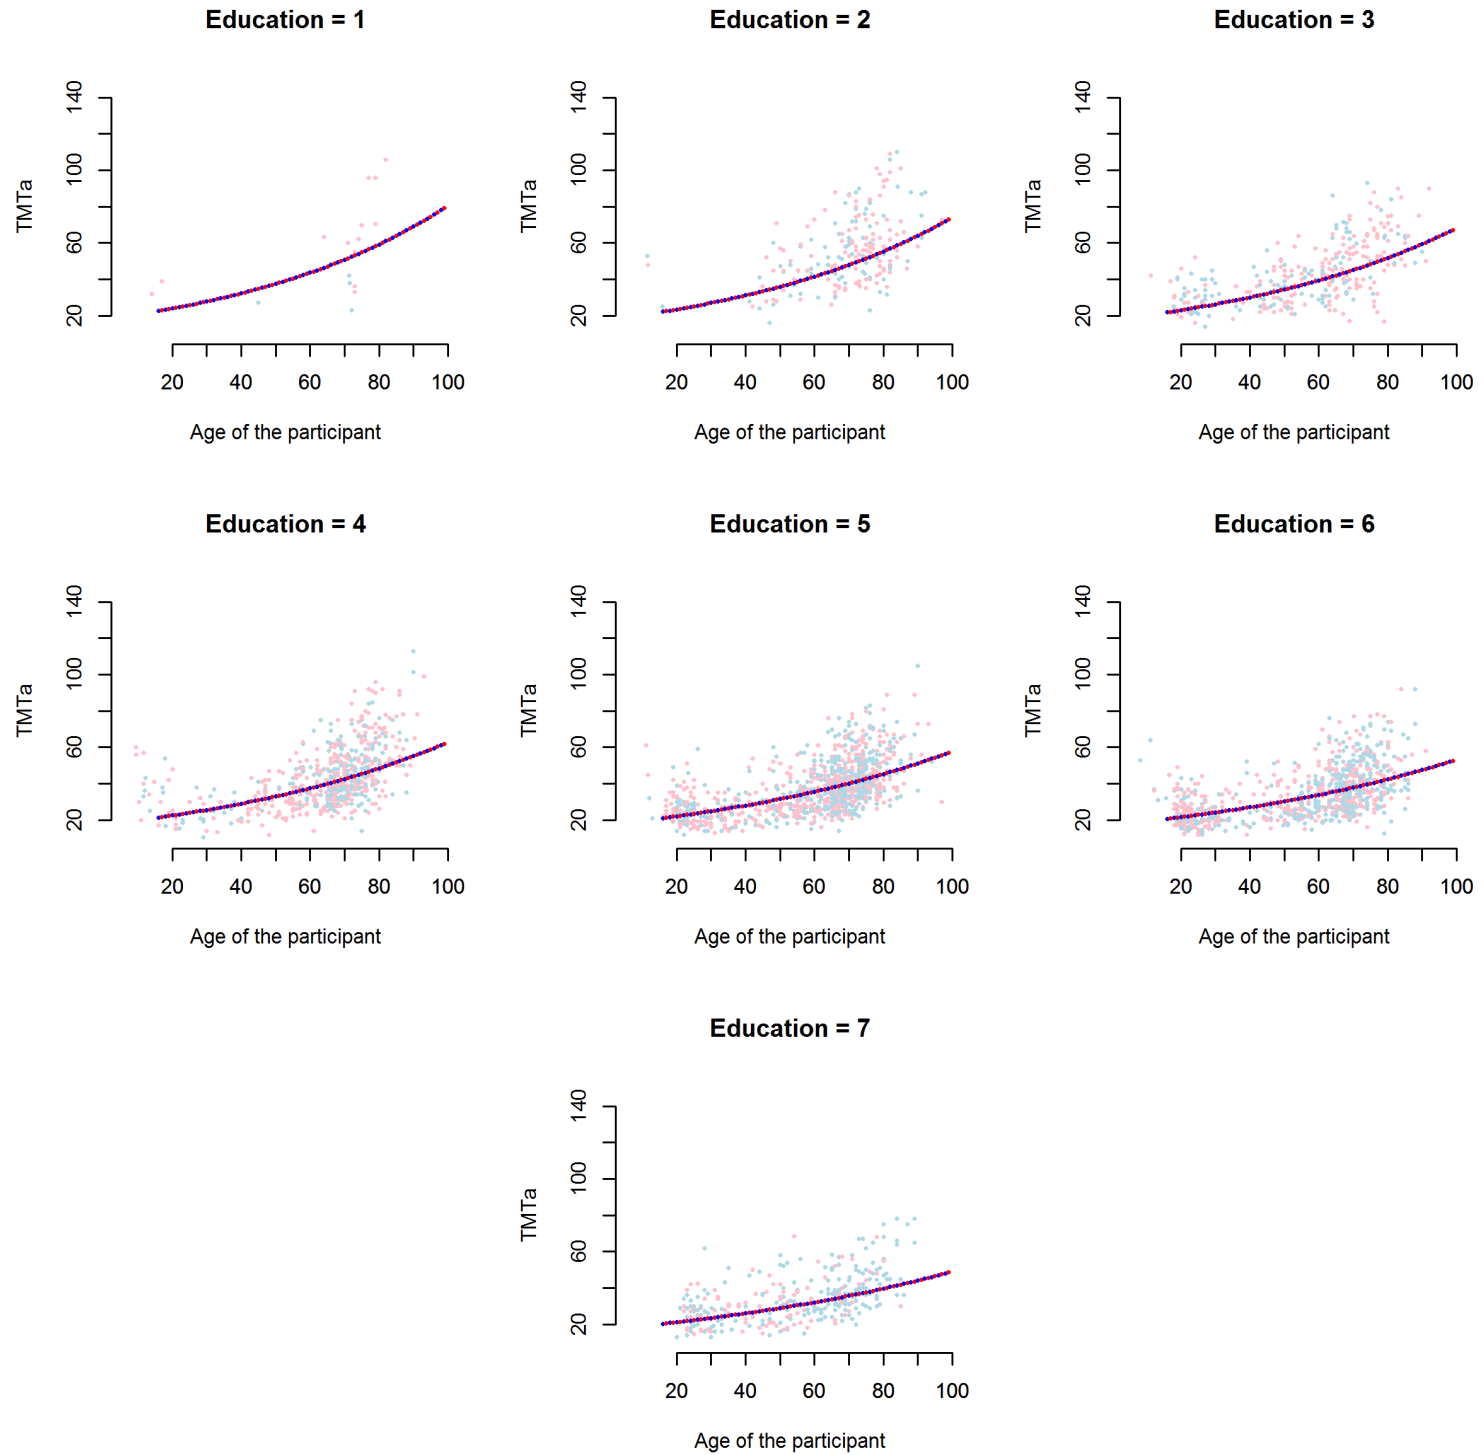 Education = 1
140
100
60
20
TMTa
20 40 60 80 100
Age of the participant
Education = 2
140
100
60
20
TMTa
20 40 60 80 100
Age of the participant
Education = 3
140
100
60
20
TMTa
20 40 60 80 100
Age of the participant
Education = 4
140
100
60
20
TMTa
20 40 60 80 100
Age of the participant
Education = 5
140
100
60
20
TMTa
20 40 60 80 100
Age of the participant
Education = 6
140
100
60
20
TMTa
20 40 60 80 100
Age of the participant
Education = 7
140
100
60
20
TMTa
20 40 60 80 100
Age of the participant